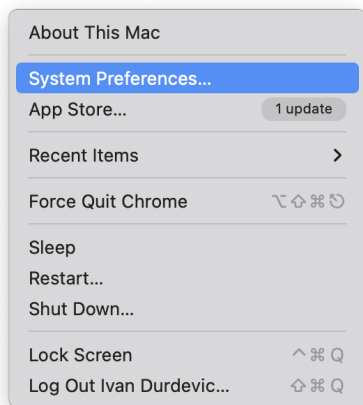 About This Mac
System Preferences...
App Store... 1 update
Recent Items >
Force Quit Chrome ⌥⇧⌘⎋
Sleep
Restart...
Shut Down...
Lock Screen ^⌘Q
Log Out Ivan Durdevic... ⇧⌘Q